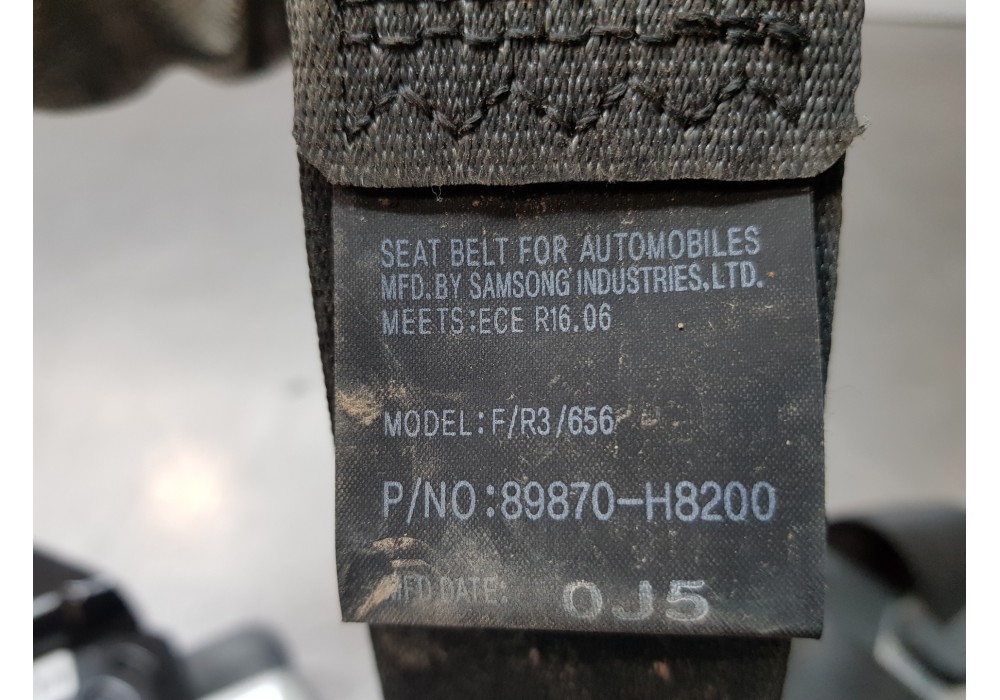 SEAT BELT FOR AUTOMOBILES
MFD.BY SAMSONG INDUSTRIES,LTD.
MEETS:ECE R16.06
MODEL:F/R3/656
P/NO:89870-H8200
MFD DATE: 0J5